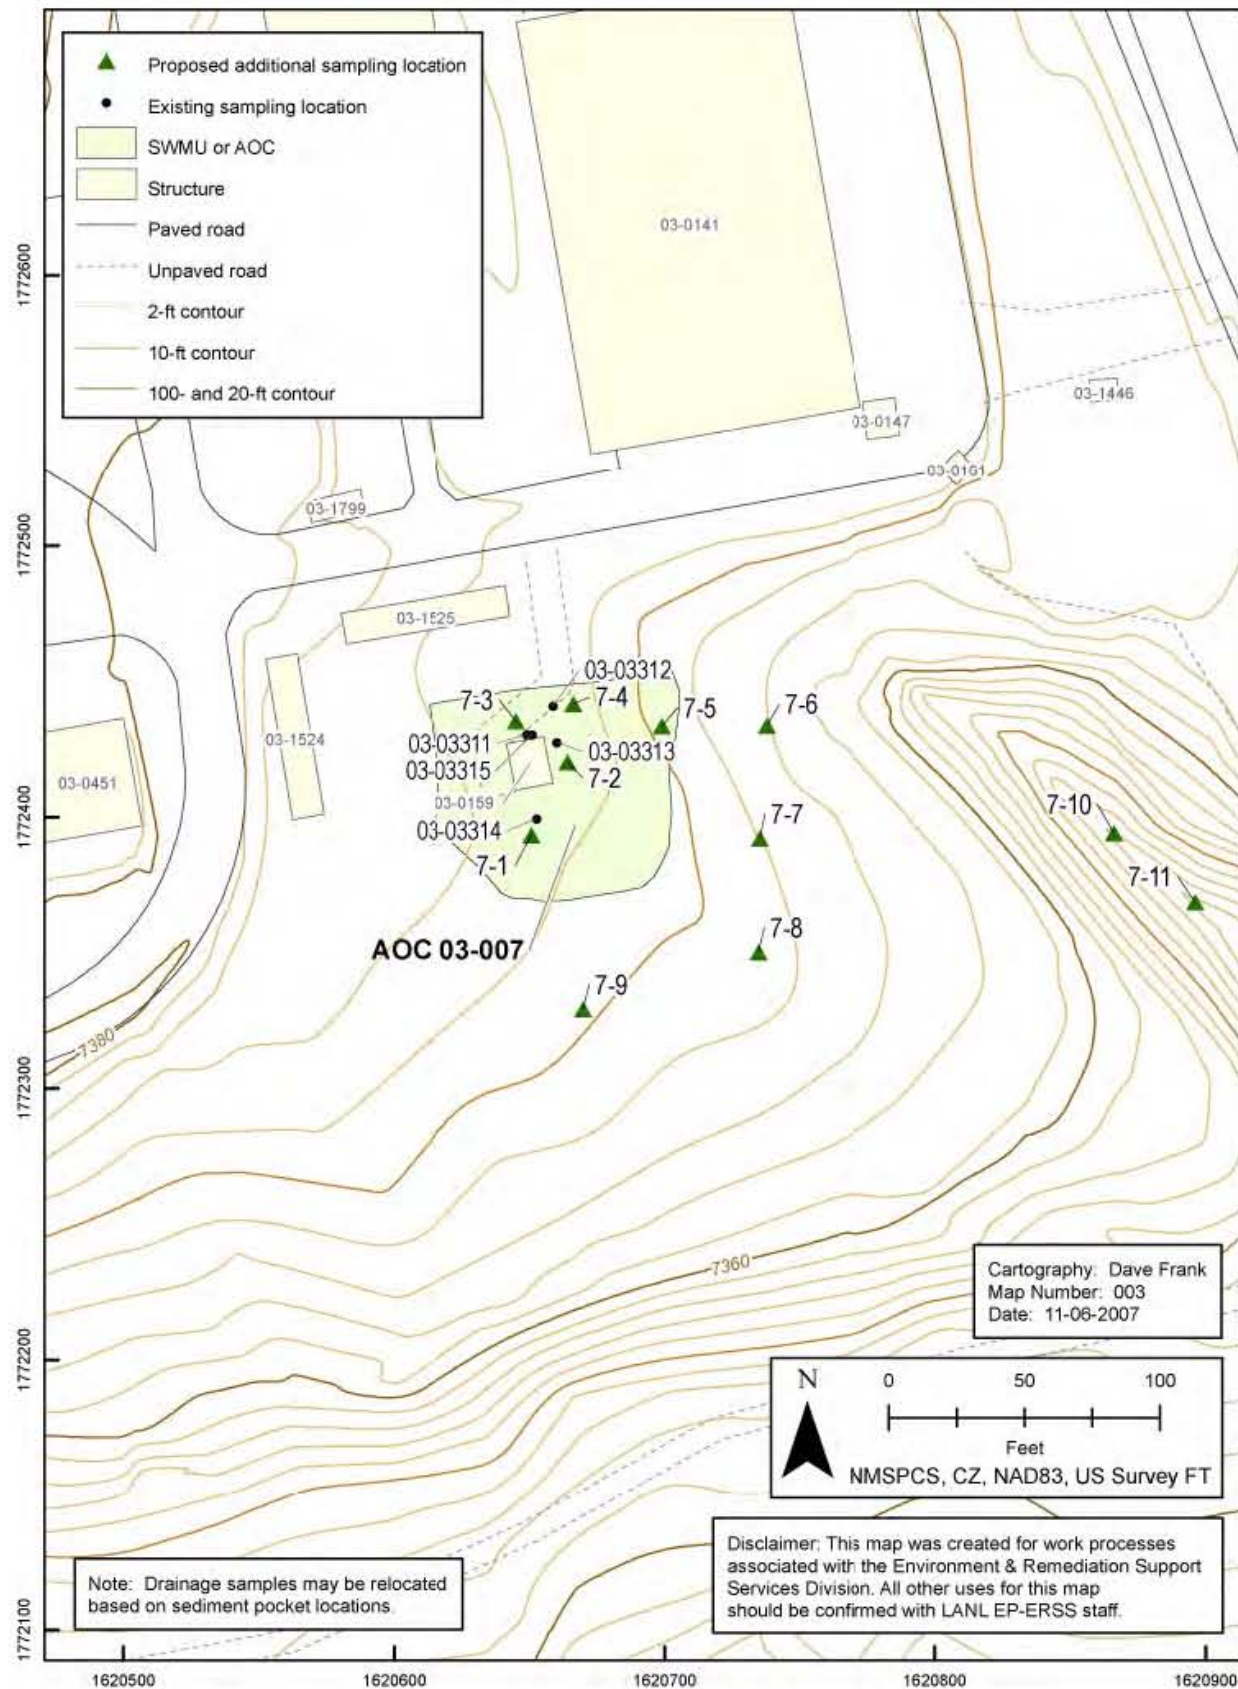 Proposed additional sampling location
Existing sampling location
SWMU or AOC
Structure
Paved road
Unpaved road
2-ft contour
10-ft contour
100- and 20-ft contour
03-0141
03-1446
03-0147
03-0161
03-1799
03-1525
03-03312
7-3
7-4
7-5
7-6
03-1524
03-03311
03-03313
03-03315
7-2
03-0451
03-0159
7-7
7-10
03-03314
7-1
7-11
AOC 03-007
7-8
7-9
7380
7360
1772600
1772500
1772400
1772300
1772200
1772100
Cartography: Dave Frank
Map Number: 003
Date: 11-06-2007
N
0 50 100
Feet
NMSPCS, CZ, NAD83, US Survey FT
Disclaimer: This map was created for work processes
associated with the Environment & Remediation Support
Services Division. All other uses for this map
should be confirmed with LANL EP-ERSS staff.
Note: Drainage samples may be relocated
based on sediment pocket locations.
1620500 1620600 1620700 1620800 1620900